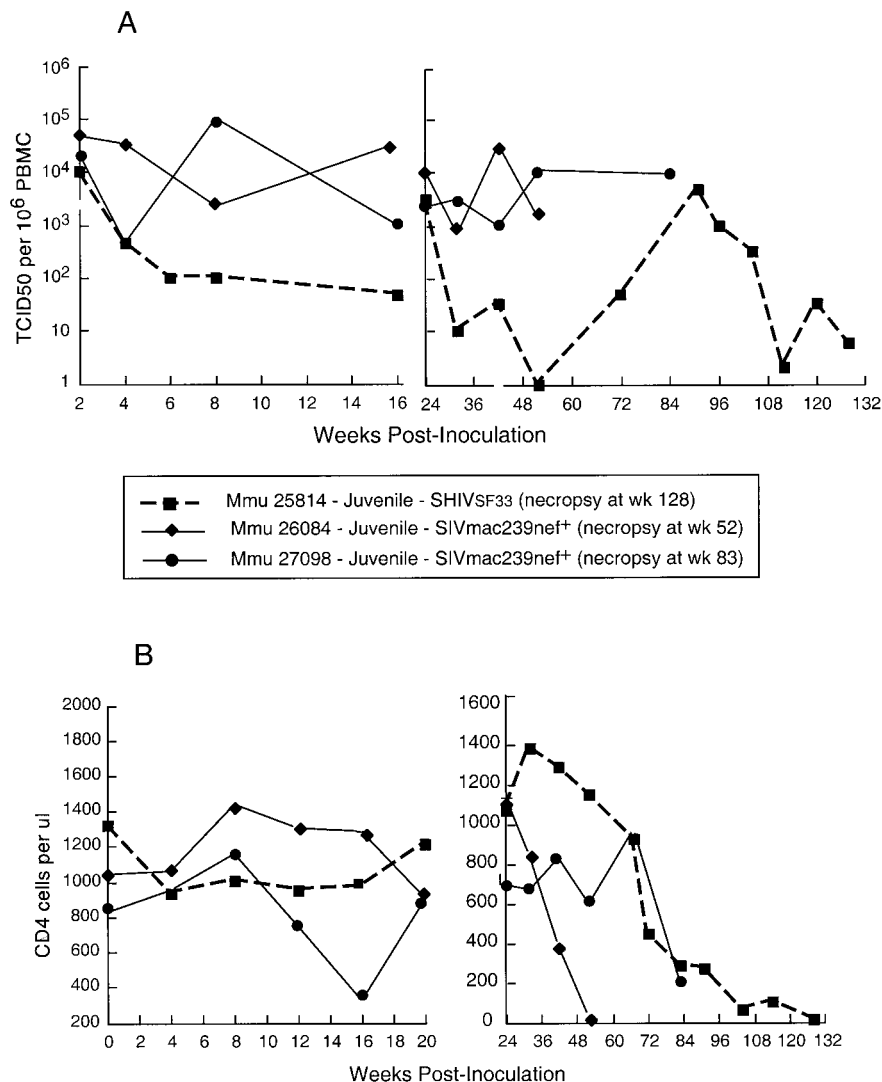 A
TCID50 per 10⁶ PBMC
10⁶
10⁵
10⁴
10³
10²
10
1
2 4 6 8 10 12 14 16
24 36 48 60 72 84 96 108 120 132
Weeks Post-Inoculation
Mmu 25814 - Juvenile - SHIVSF33 (necropsy at wk 128)
Mmu 26084 - Juvenile - SIVmac239nef⁺ (necropsy at wk 52)
Mmu 27098 - Juvenile - SIVmac239nef⁺ (necropsy at wk 83)
B
CD4 cells per ul
2000
1800
1600
1400
1200
1000
800
600
400
200
0 2 4 6 8 10 12 14 16 18 20
1600
1400
1200
1000
800
600
400
200
0
24 36 48 60 72 84 96 108 120 132
Weeks Post-Inoculation